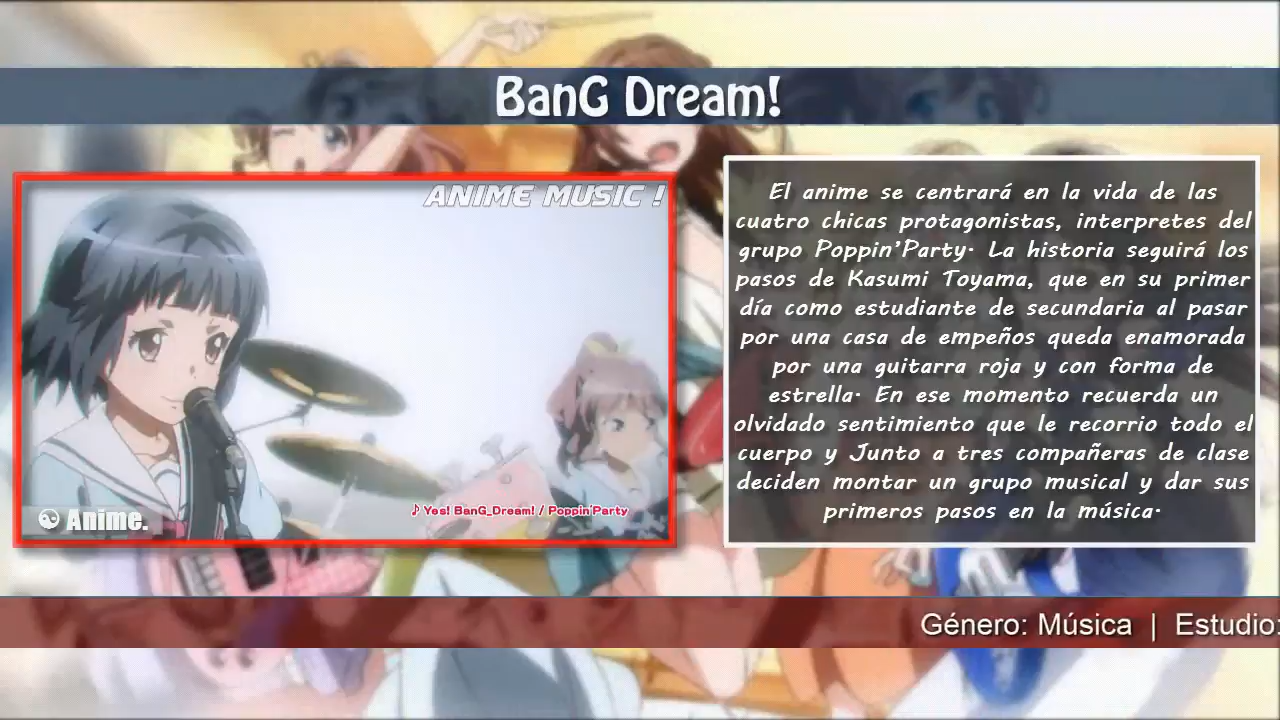 BanG Dream!
ANIME MUSIC !
Anime.
♪ Yes! BanG_Dream! / Poppin'Party
El anime se centrará en la vida de las
cuatro chicas protagonistas, interpretes del
grupo Poppin'Party. La historia seguirá los
pasos de Kasumi Toyama, que en su primer
día como estudiante de secundaria al pasar
por una casa de empeños queda enamorada
por una guitarra roja y con forma de
estrella. En ese momento recuerda un
olvidado sentimiento que le recorrio todo el
cuerpo y Junto a tres compañeras de clase
deciden montar un grupo musical y dar sus
primeros pasos en la música.
Género: Música | Estudio: